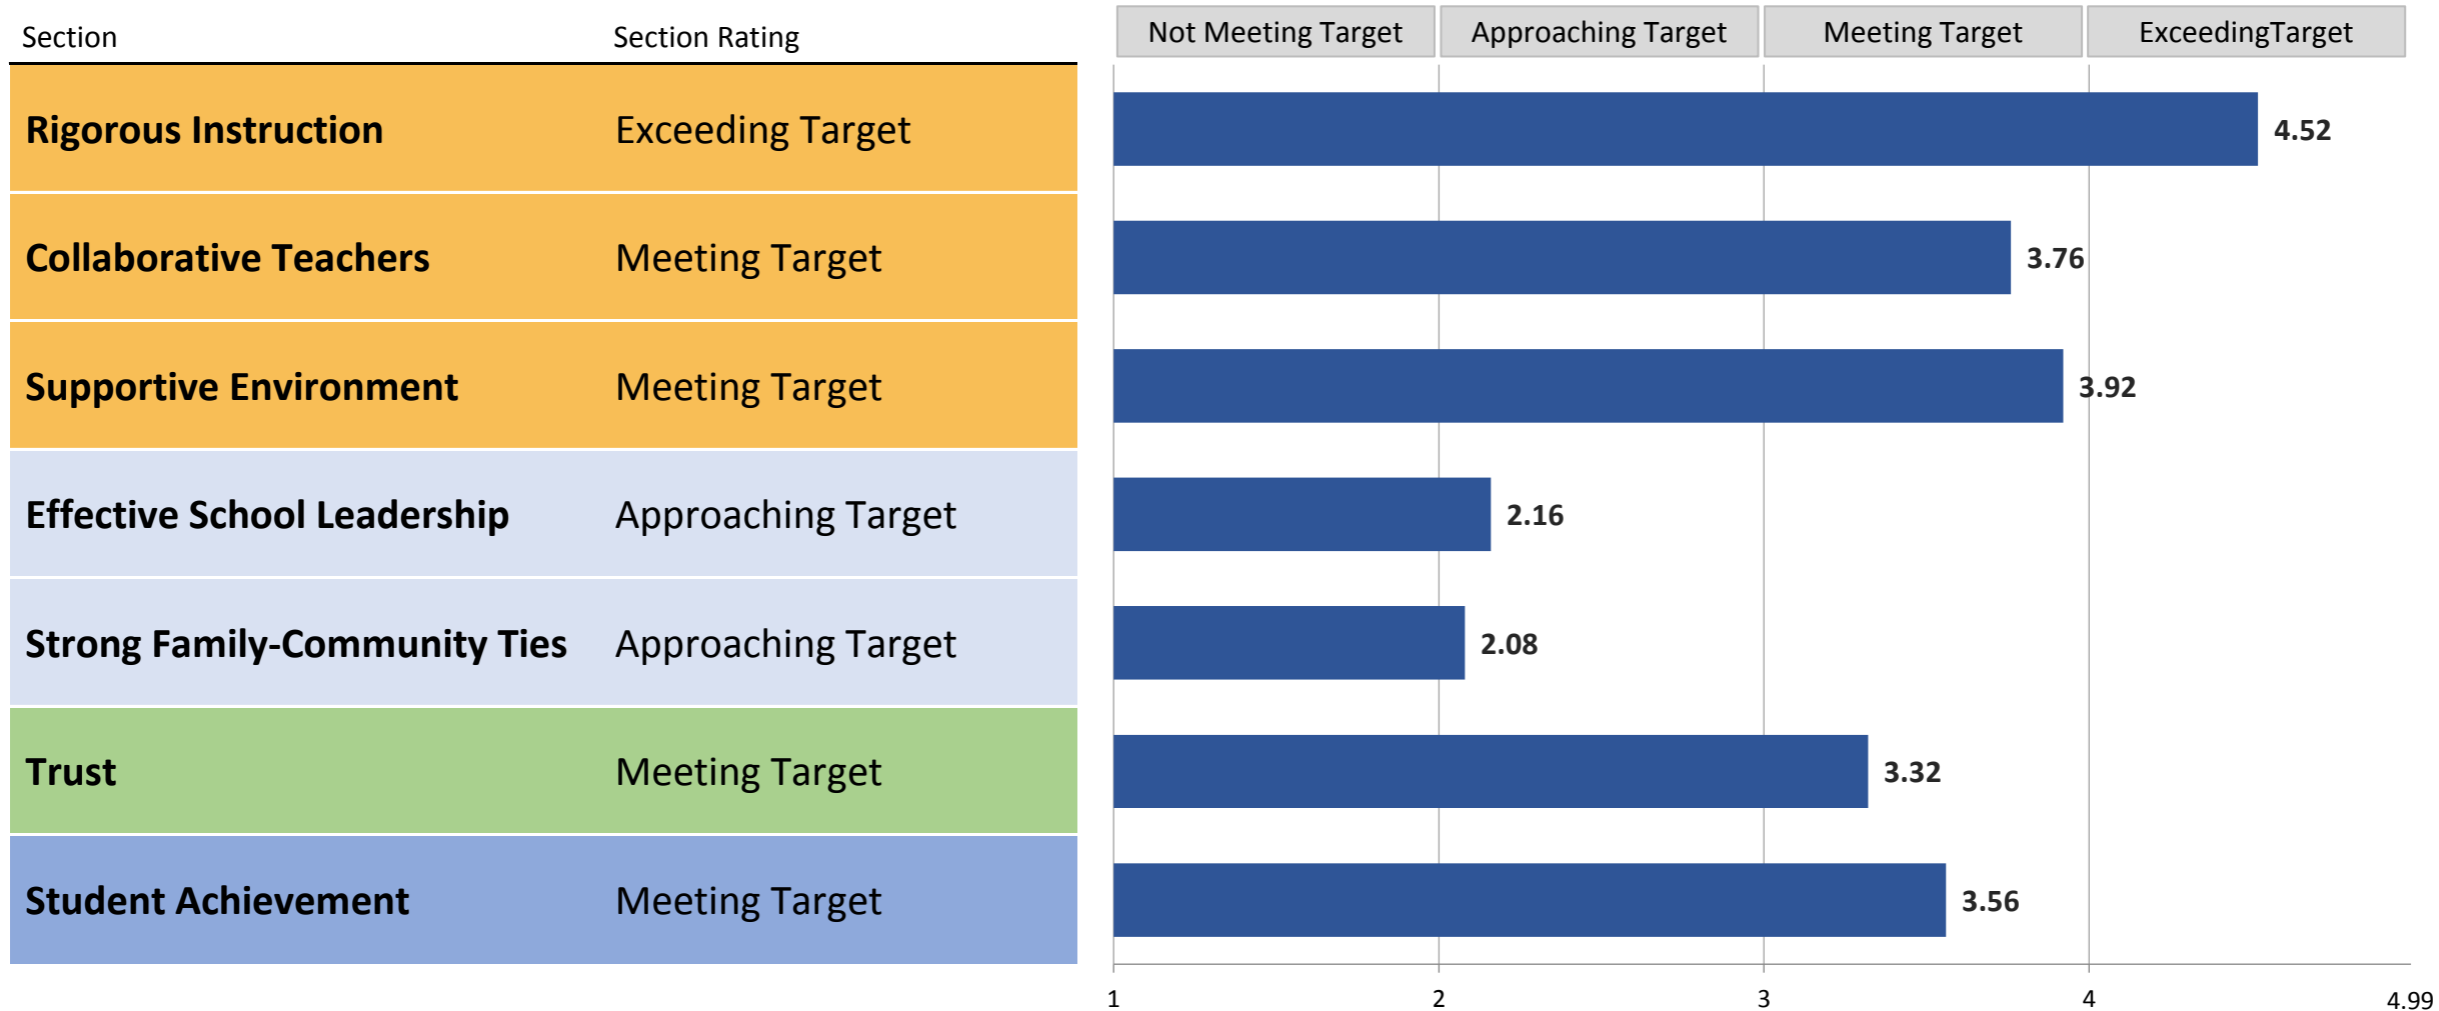 Section Section Rating Not Meeting Target Approaching Target Meeting Target ExceedingTarget
Rigorous Instruction Exceeding Target 4.52
Collaborative Teachers Meeting Target 3.76
Supportive Environment Meeting Target 3.92
Effective School Leadership Approaching Target 2.16
Strong Family-Community Ties Approaching Target 2.08
Trust Meeting Target 3.32
Student Achievement Meeting Target 3.56
1 2 3 4 4.99